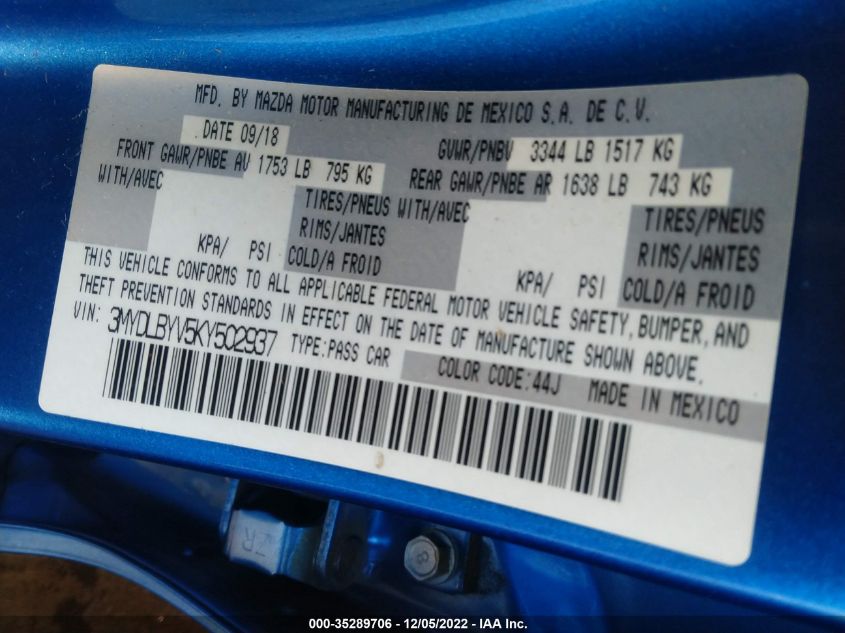 MFD. BY MAZDA MOTOR MANUFACTURING DE MEXICO S.A. DE C.V.
. DATE 09/18 GVWR/PNBV 3344 LB 1517 KG
FRONT GAWR/PNBE AV 1753 LB 795 KG REAR GAWR/PNBE AR 1638 LB 743 KG
WITH/AVEC TIRES/PNEUS WITH/AVEC TIRES/PNEUS
RIMS/JANTES RIMS/JANTES
KPA/ PSI COLD/A FROID KPA/ PSI COLD/A FROID
THIS VEHICLE CONFORMS TO ALL APPLICABLE FEDERAL MOTOR VEHICLE SAFETY, BUMPER, AND
THEFT PREVENTION STANDARDS IN EFFECT ON THE DATE OF MANUFACTURE SHOWN ABOVE.
VIN: 3MYDLBYV5KY502937 TYPE:PASS CAR
COLOR CODE:44J MADE IN MEXICO
ZR
8
000-35289706 - 12/05/2022 - IAA Inc.